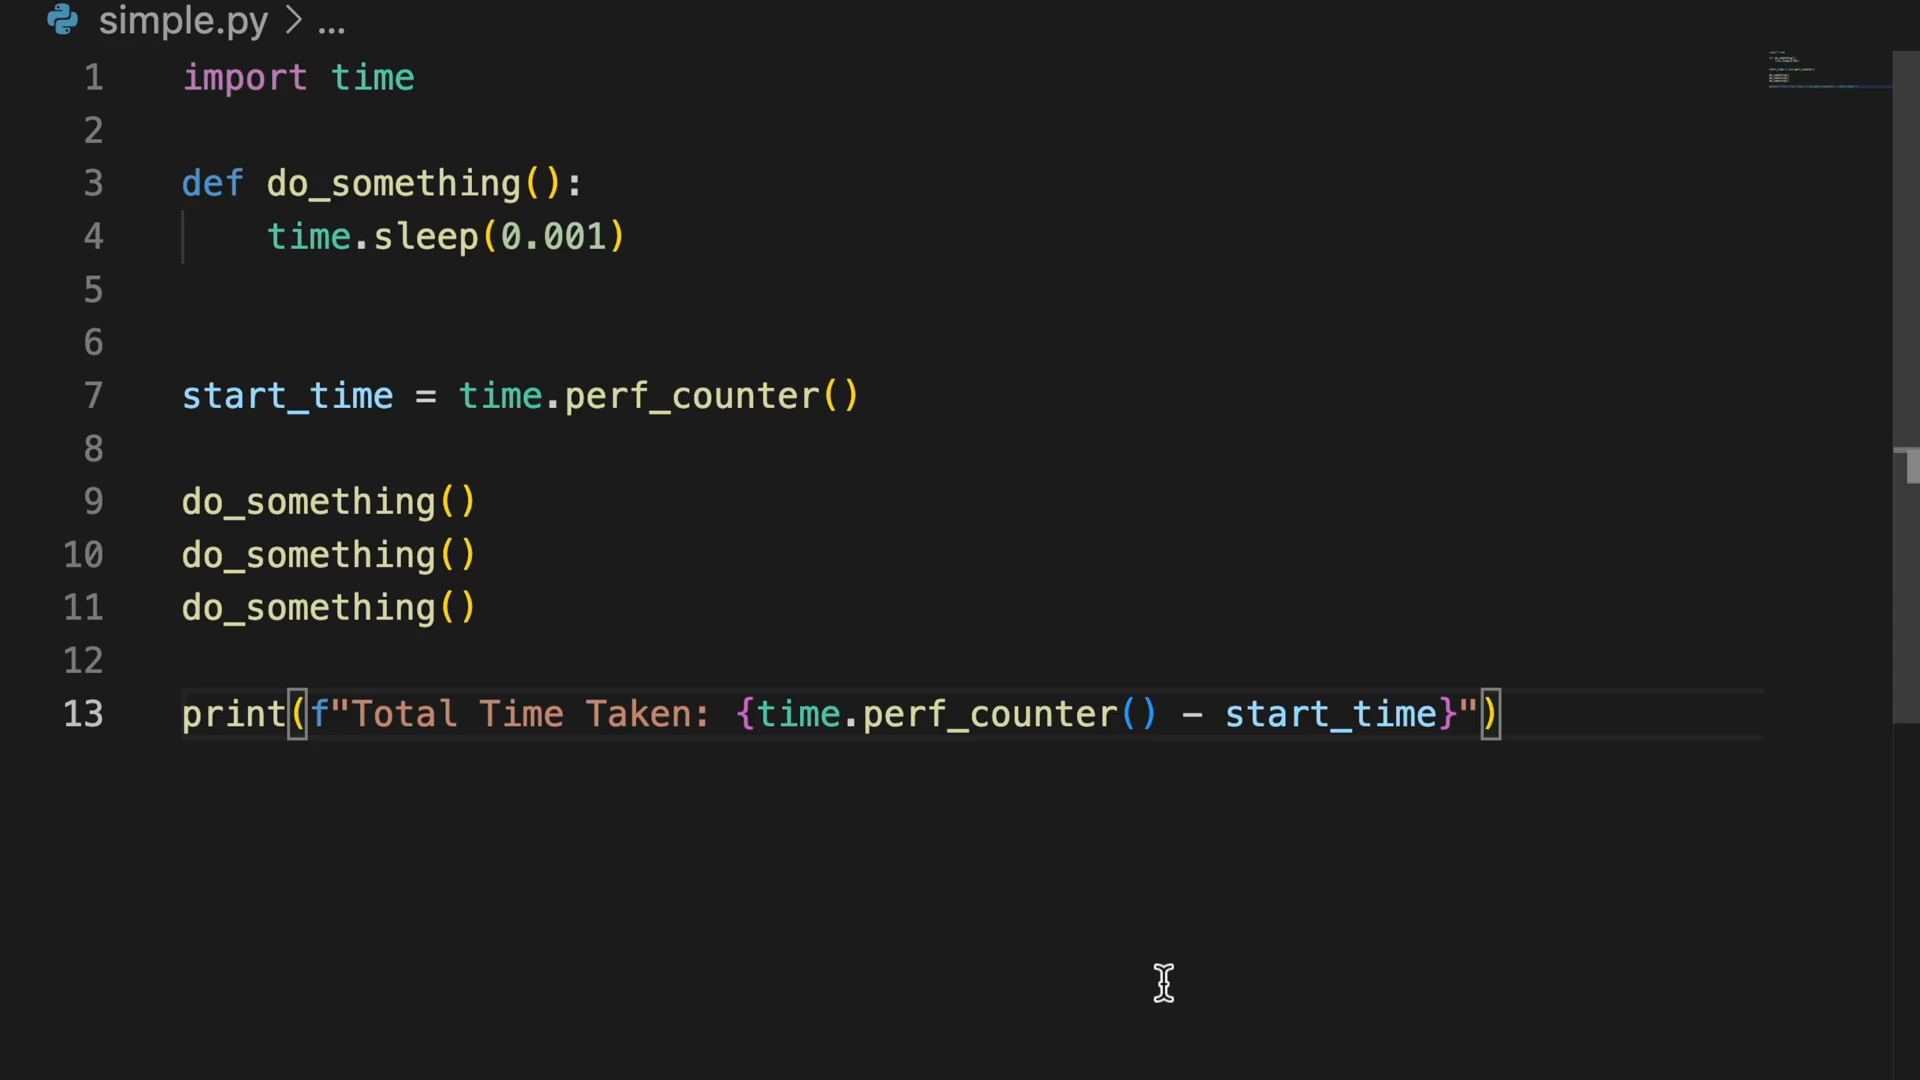 simple.py > ...
1 import time
2
3 def do_something():
4     time.sleep(0.001)
5
6
7 start_time = time.perf_counter()
8
9 do_something()
10 do_something()
11 do_something()
12
13 print(f"Total Time Taken: {time.perf_counter() - start_time}")